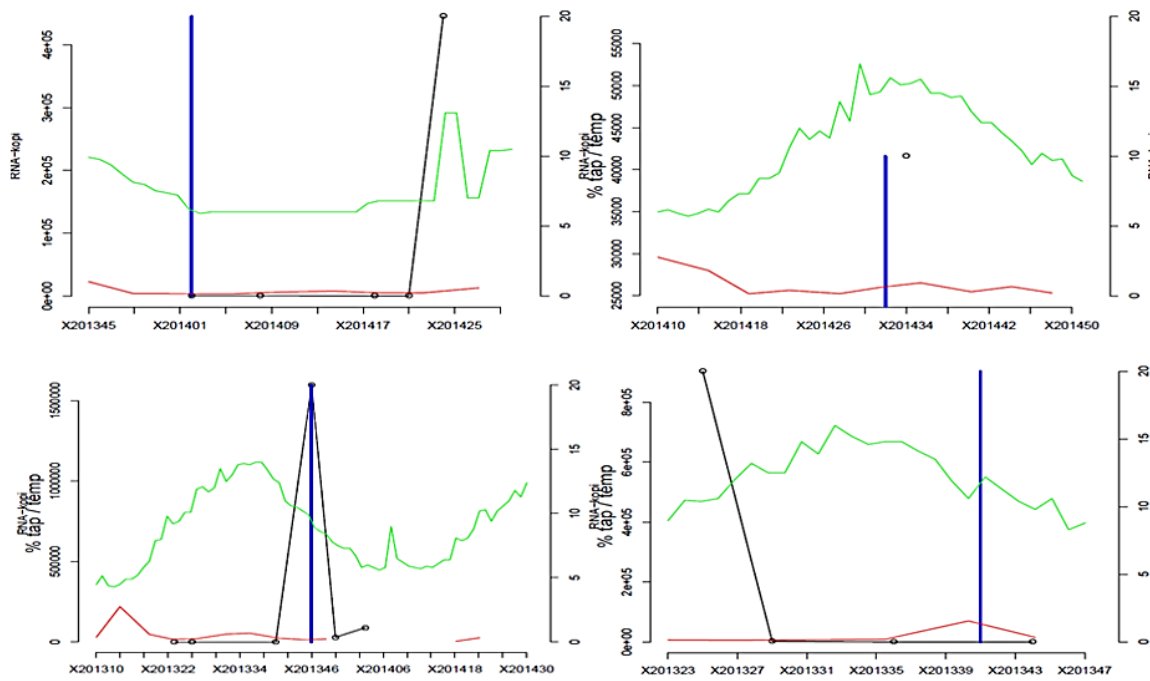 RNA-kopi
0e+00 1e+05 2e+05 3e+05 4e+05
0 5 10 15 20
X201345 X201401 X201409 X201417 X201425
RNA-kopi
% tap / temp
25000 30000 35000 40000 45000 50000 55000
0 5 10 15 20
X201410 X201418 X201426 X201434 X201442 X201450
RNA-kopi
% tap / temp
0 500000 1000000 1500000
0 5 10 15 20
X201310 X201322 X201334 X201346 X201406 X201418 X201430
RNA-kopi
% tap / temp
0e+00 2e+05 4e+05 6e+05 8e+05
0 5 10 15 20
X201323 X201327 X201331 X201335 X201339 X201343 X201347